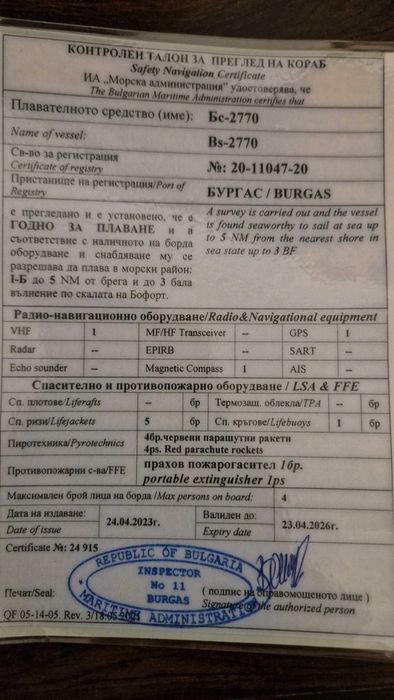 КОНТРОЛЕН ТАЛОН ЗА ПРЕГЛЕД НА КОРАБ
Safety Navigation Certificate
ИА „Морска администрация" удостоверява, че
The Bulgarian Maritime Administration certifies that
Плавателното средство (име): Бс-2770
Name of vessel: Bs-2770
Св-во за регистрация
Certificate of registry №: 20-11047-20
Пристанище на регистрация/Port of
Registry БУРГАС / BURGAS
е прегледано и е установено, че е
ГОДНО ЗА ПЛАВАНЕ и в
съответствие с наличното на борда
оборудване и снабдяване му се
разрешава да плава в морски район:
I-Б до 5 NM от брега и до 3 бала
вълнение по скалата на Бофорт.
A survey is carried out and the vessel
is found seaworthy to sail at sea up
to 5 NM from the nearest shore in
sea state up to 3 BF
Радио-навигационно оборудване/Radio&Navigational equipment
VHF 1 MF/HF Transceiver -- GPS 1
Radar -- EPIRB -- SART --
Echo sounder -- Magnetic Compass 1 AIS --
Спасително и противопожарно оборудване / LSA & FFE
Сп. плотове/Liferafts -- бр Термозащ. облекла/TPA -- бр
Сп. ризи/Lifejackets 5 бр Сп. кръгове/Lifebuoys 1 бр
Пиротехника/Pyrotechnics 4бр.червени парашутни ракети
4ps. Red parachute rockets
Противопожарни с-ва/FFE прахов пожарогасител 1бр.
portable extinguisher 1ps
Максимален брой лица на борда /Max persons on board: 4
Дата на издаване: 24.04.2023г. Валиден до: 23.04.2026г.
Date of issue Expiry date
Certificate №: 24 915
REPUBLIC OF BULGARIA
INSPECTOR
No 11
BURGAS
MARITIME ADMINISTRATION
Печат/Seal: ( подпис на оправомощеното лице )
Signature of the authorized person
QF 05-14-05. Rev. 3/18.05.